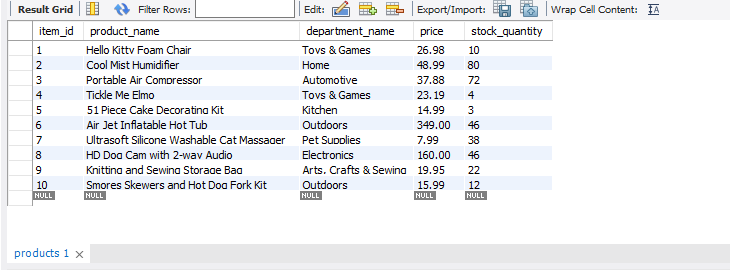 Result Grid Filter Rows: Edit: Export/Import: Wrap Cell Content: IA
item_id product_name department_name price stock_quantity
1 Hello Kitty Foam Chair Toys & Games 26.98 10
2 Cool Mist Humidifier Home 48.99 80
3 Portable Air Compressor Automotive 37.88 72
4 Tickle Me Elmo Toys & Games 23.19 4
5 51 Piece Cake Decorating Kit Kitchen 14.99 3
6 Air Jet Inflatable Hot Tub Outdoors 349.00 46
7 Ultrasoft Silicone Washable Cat Massager Pet Supplies 7.99 38
8 HD Dog Cam with 2-way Audio Electronics 160.00 46
9 Knitting and Sewing Storage Bag Arts, Crafts & Sewing 19.95 22
10 Smores Skewers and Hot Dog Fork Kit Outdoors 15.99 12
NULL NULL NULL NULL NULL
products 1